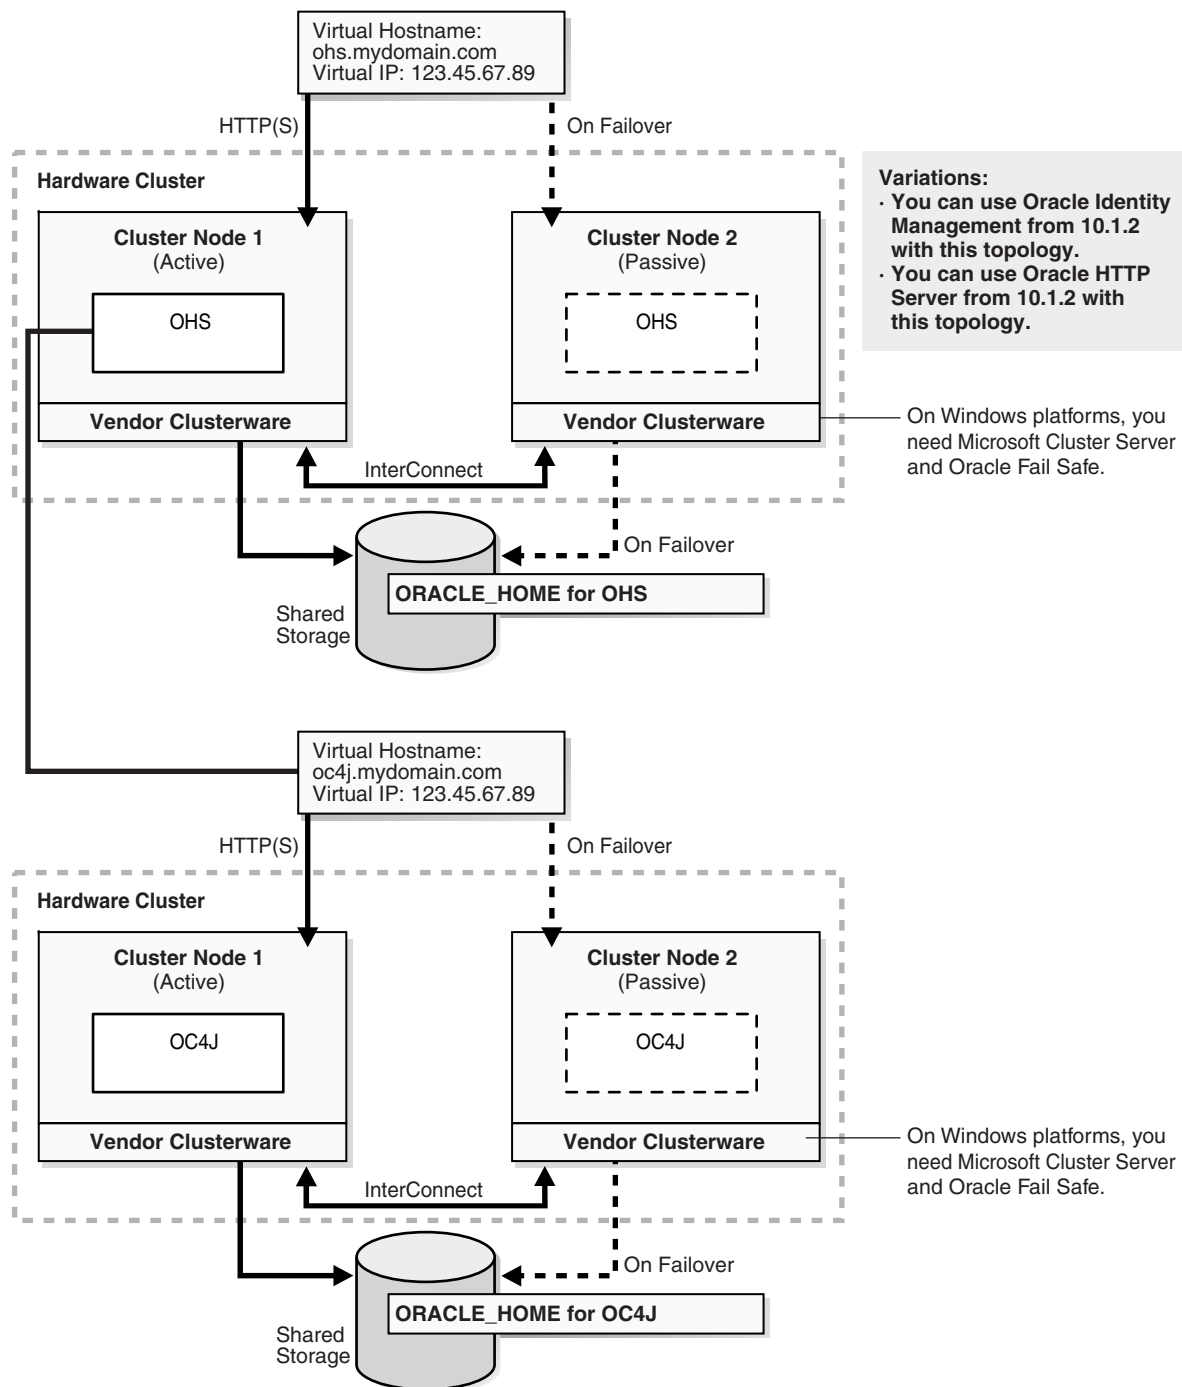 Virtual Hostname:
ohs.mydomain.com
Virtual IP: 123.45.67.89
HTTP(S)
On Failover
Hardware Cluster
Cluster Node 1
(Active)
OHS
Vendor Clusterware
Cluster Node 2
(Passive)
OHS
Vendor Clusterware
InterConnect
Variations:
· You can use Oracle Identity
Management from 10.1.2
with this topology.
· You can use Oracle HTTP
Server from 10.1.2 with
this topology.
On Windows platforms, you
need Microsoft Cluster Server
and Oracle Fail Safe.
On Failover
ORACLE_HOME for OHS
Shared
Storage
Virtual Hostname:
oc4j.mydomain.com
Virtual IP: 123.45.67.89
HTTP(S)
On Failover
Hardware Cluster
Cluster Node 1
(Active)
OC4J
Vendor Clusterware
Cluster Node 2
(Passive)
OC4J
Vendor Clusterware
InterConnect
On Windows platforms, you
need Microsoft Cluster Server
and Oracle Fail Safe.
On Failover
ORACLE_HOME for OC4J
Shared
Storage